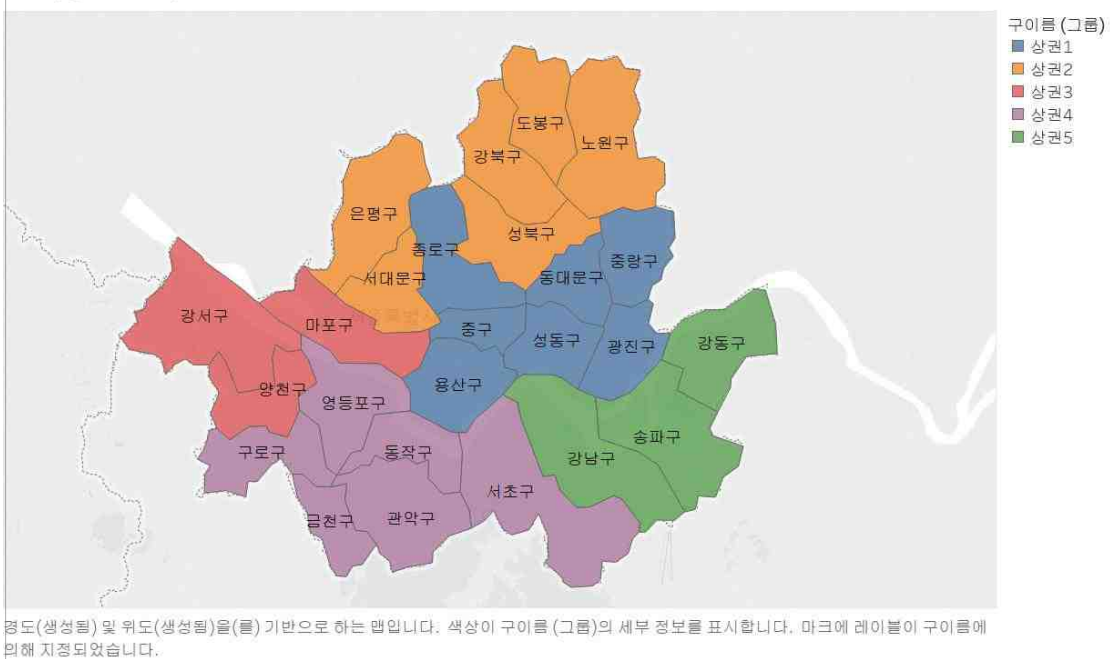 구이름 (그룹)
상권1
상권2
상권3
상권4
상권5
도봉구
노원구
강북구
은평구
성북구
종로구
중랑구
서대문구
동대문구
강서구
마포구
중구
성동구
광진구
강동구
양천구
용산구
영등포구
송파구
구로구
동작구
강남구
서초구
금천구
관악구
경도(생성됨) 및 위도(생성됨)을(를) 기반으로 하는 맵입니다. 색상이 구이름 (그룹)의 세부 정보를 표시합니다. 마크에 레이블이 구이름에
의해 지정되었습니다.